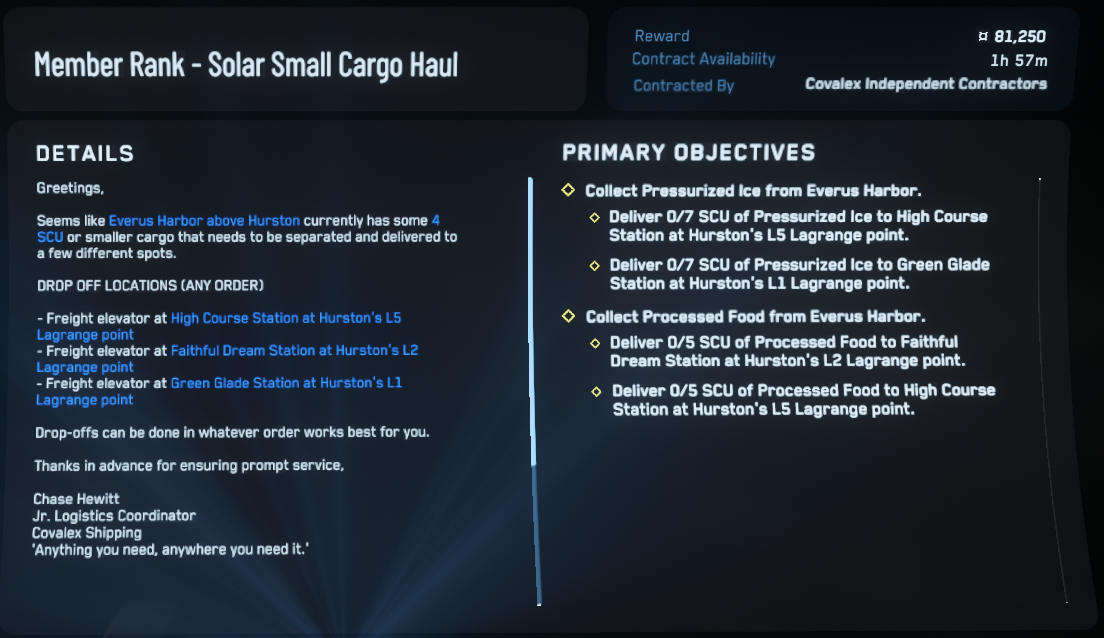 Member Rank - Solar Small Cargo Haul
Reward
¤ 81,250
Contract Availability
1h 57m
Contracted By
Covalex Independent Contractors
DETAILS
Greetings,
Seems like Everus Harbor above Hurston currently has some 4
SCU or smaller cargo that needs to be separated and delivered to
a few different spots.
DROP OFF LOCATIONS (ANY ORDER)
- Freight elevator at High Course Station at Hurston's L5
Lagrange point
- Freight elevator at Faithful Dream Station at Hurston's L2
Lagrange point
- Freight elevator at Green Glade Station at Hurston's L1
Lagrange point
Drop-offs can be done in whatever order works best for you.
Thanks in advance for ensuring prompt service,
Chase Hewitt
Jr. Logistics Coordinator
Covalex Shipping
'Anything you need, anywhere you need it.'
PRIMARY OBJECTIVES
Collect Pressurized Ice from Everus Harbor.
Deliver 0/7 SCU of Pressurized Ice to High Course
Station at Hurston's L5 Lagrange point.
Deliver 0/7 SCU of Pressurized Ice to Green Glade
Station at Hurston's L1 Lagrange point.
Collect Processed Food from Everus Harbor.
Deliver 0/5 SCU of Processed Food to Faithful
Dream Station at Hurston's L2 Lagrange point.
Deliver 0/5 SCU of Processed Food to High Course
Station at Hurston's L5 Lagrange point.